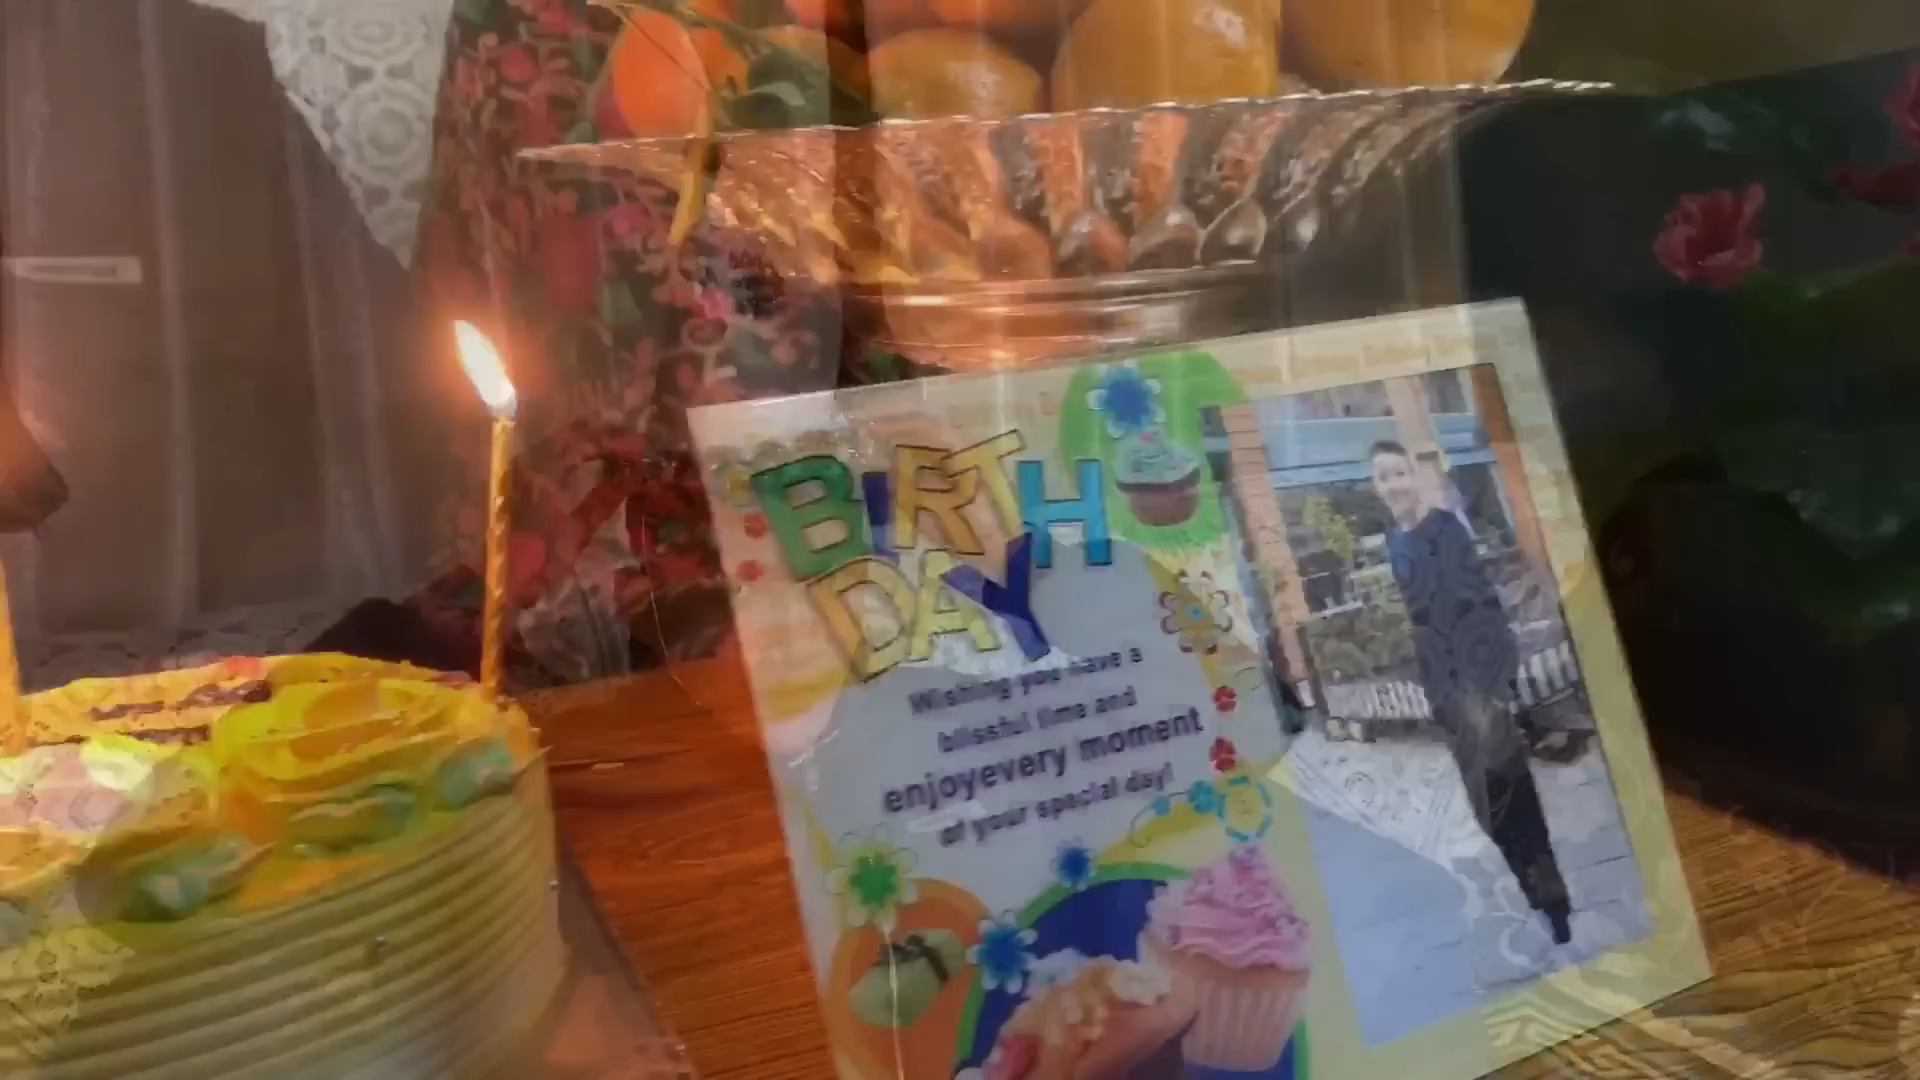 BIRTH
DAY
Wishing you have a
blissful time and
enjoyevery moment
of your special day!